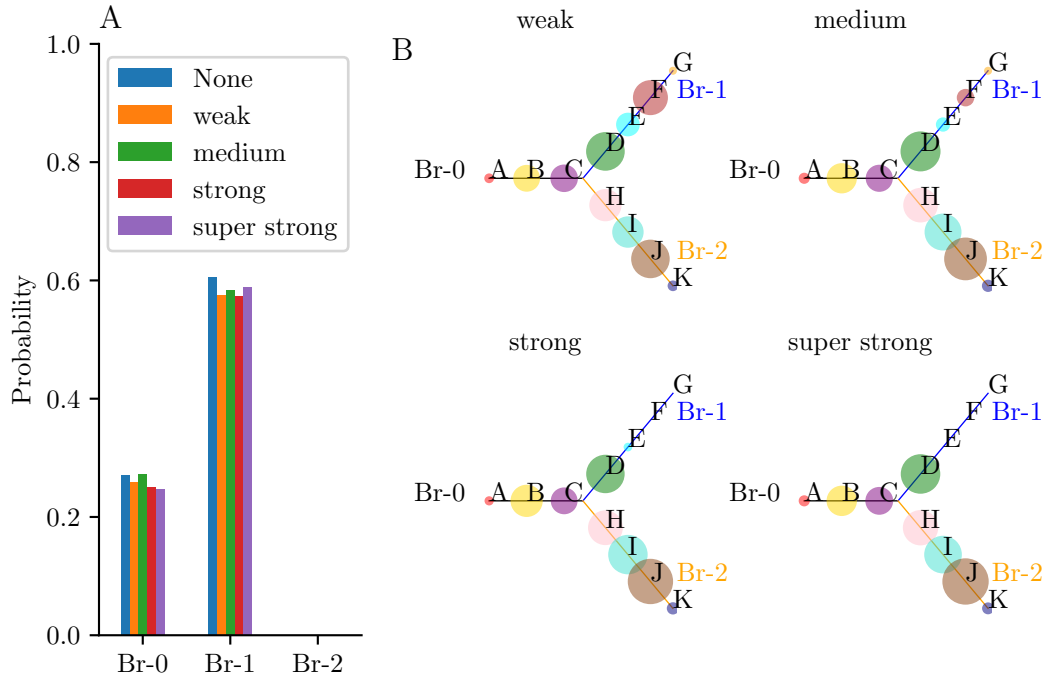 A
Probability
1.0
0.8
0.6
0.4
0.2
0.0
None
weak
medium
strong
super strong
Br-0
Br-1
Br-2
B
weak
Br-0
A
B
C
D
E
F
G
Br-1
H
I
J
K
Br-2
medium
Br-0
A
B
C
D
E
F
G
Br-1
H
I
J
K
Br-2
strong
Br-0
A
B
C
D
E
F
G
Br-1
H
I
J
K
Br-2
super strong
Br-0
A
B
C
D
E
F
G
Br-1
H
I
J
K
Br-2